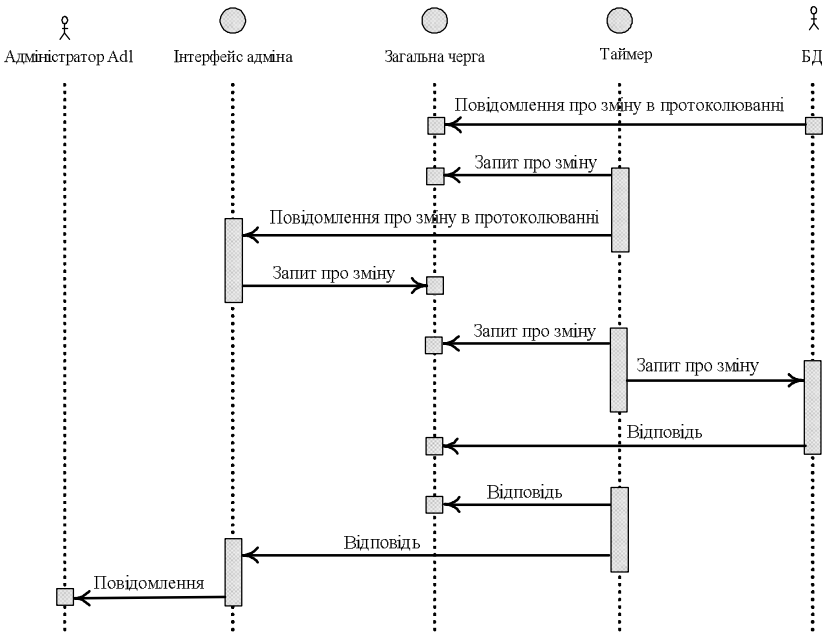 Адміністратор Ad1
Інтерфейс адміна
Загальна черга
Таймер
БД
Повідомлення про зміну в протоколюванні
Запит про зміну
Повідомлення про зміну в протоколюванні
Запит про зміну
Запит про зміну
Запит про зміну
Відповідь
Відповідь
Відповідь
Повідомлення